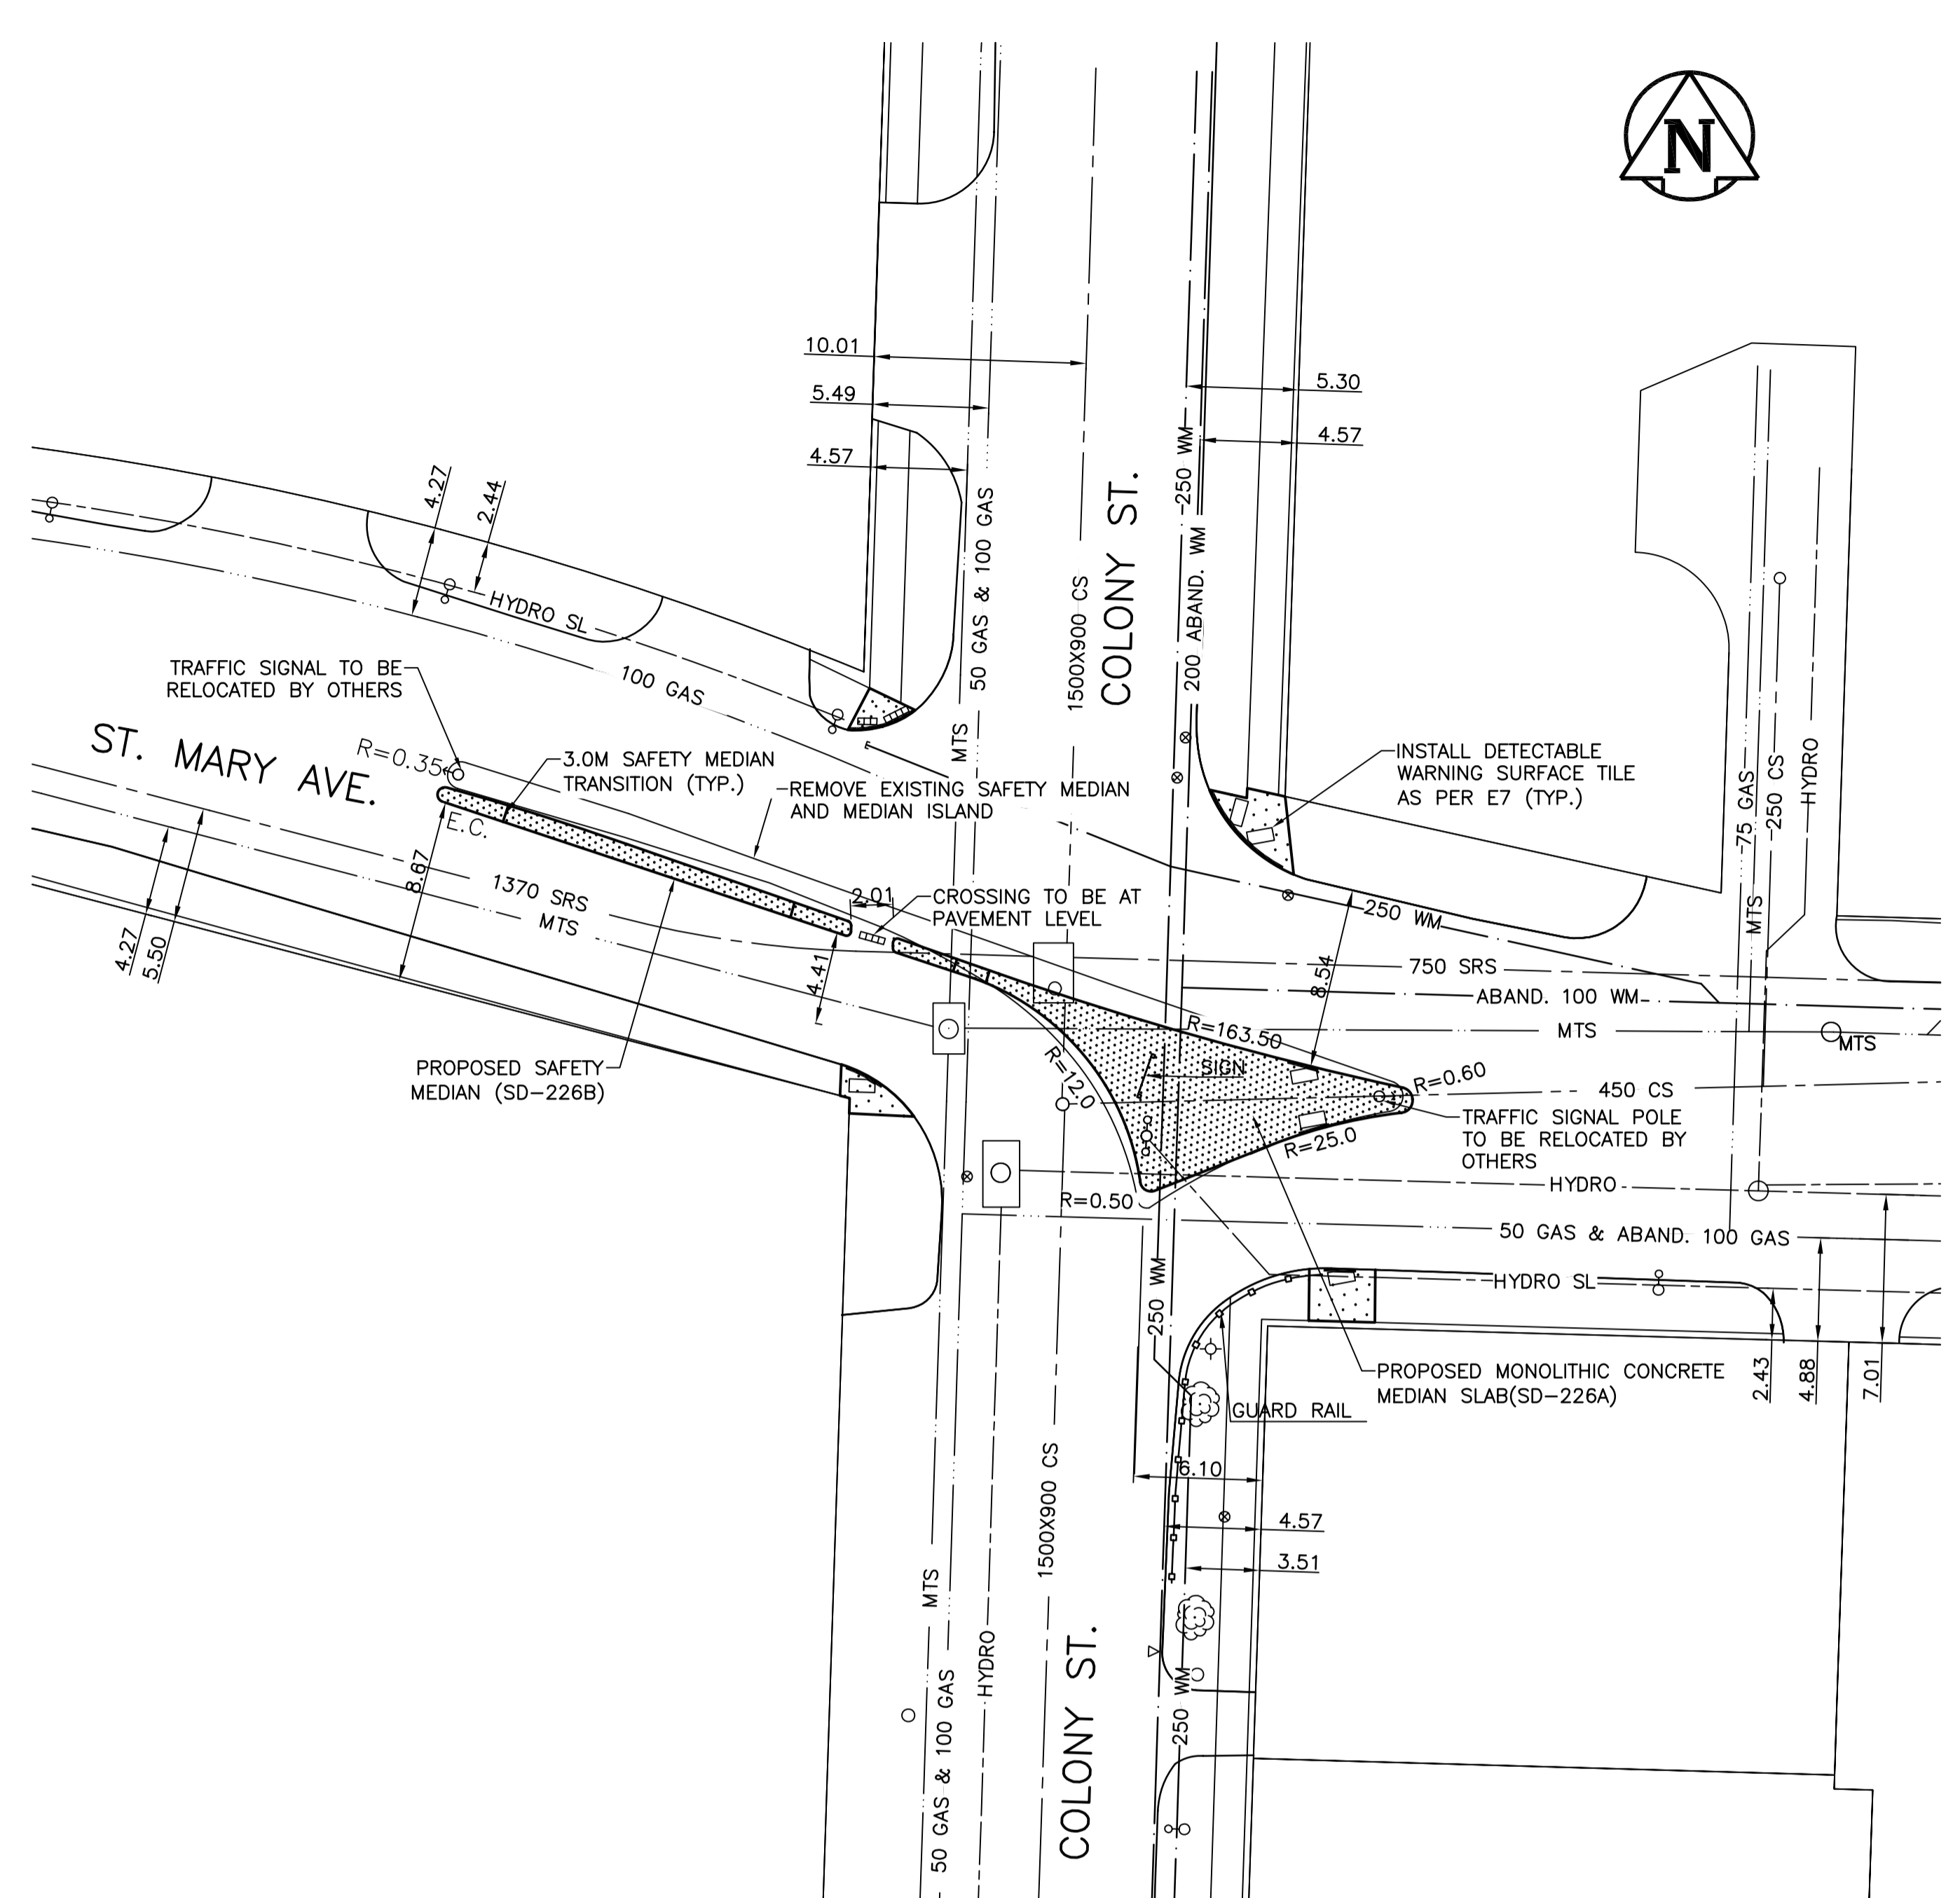 N
10.01
5.49
4.57
5.30
4.57
4.27
2.44
HYDRO SL
100 GAS
50 GAS & 100 GAS
MTS
1500X900 CS
COLONY ST.
250 WM
200 ABAND. WM
TRAFFIC SIGNAL TO BE
RELOCATED BY OTHERS
ST. MARY AVE.
R=0.35
3.0M SAFETY MEDIAN
TRANSITION (TYP.)
REMOVE EXISTING SAFETY MEDIAN
AND MEDIAN ISLAND
INSTALL DETECTABLE
WARNING SURFACE TILE
AS PER E7 (TYP.)
75 GAS
250 CS
HYDRO
MTS
E.C.
8.67
1370 SRS
MTS
4.27
5.50
2.01
CROSSING TO BE AT
PAVEMENT LEVEL
4.41
250 WM
8.54
750 SRS
ABAND. 100 WM
MTS
MTS
R=163.50
SIGN
R=12.0
R=0.60
450 CS
PROPOSED SAFETY
MEDIAN (SD-226B)
TRAFFIC SIGNAL POLE
TO BE RELOCATED BY
OTHERS
R=25.0
R=0.50
HYDRO
50 GAS & ABAND. 100 GAS
250 WM
HYDRO SL
PROPOSED MONOLITHIC CONCRETE
MEDIAN SLAB(SD-226A)
GUARD RAIL
2.43
4.88
7.01
6.10
4.57
3.51
1500X900 CS
MTS
HYDRO
50 GAS & 100 GAS
COLONY ST.
250 WM